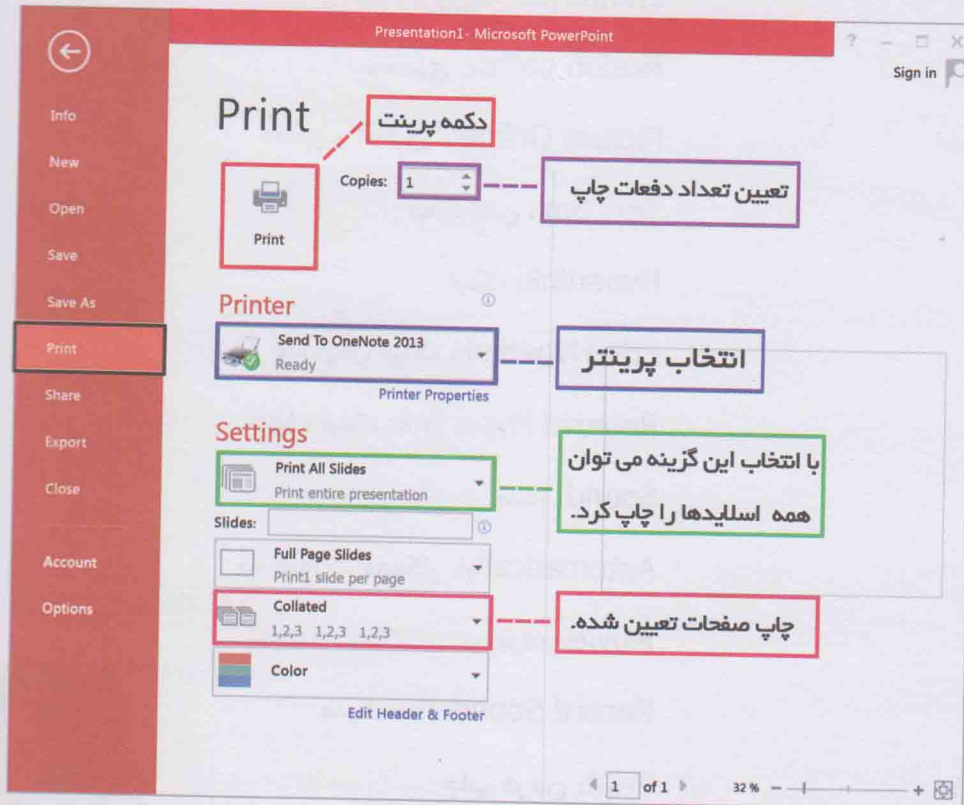 Presentation1- Microsoft PowerPoint
? – X
Sign in
Info
New
Open
Save
Save As
Print
Share
Export
Close
Account
Options
Print
دکمه پرینت
Print
Copies: 1
تعیین تعداد دفعات چاپ
Printer
Send To OneNote 2013
Ready
انتخاب پرینتر
Printer Properties
Settings
Print All Slides
Print entire presentation
با انتخاب این گزینه می توان
همه اسلایدها را چاپ کرد.
Slides:
Full Page Slides
Print1 slide per page
Collated
1,2,3 1,2,3 1,2,3
چاپ صفحات تعیین شده.
Color
Edit Header & Footer
1 of 1
32 % – +